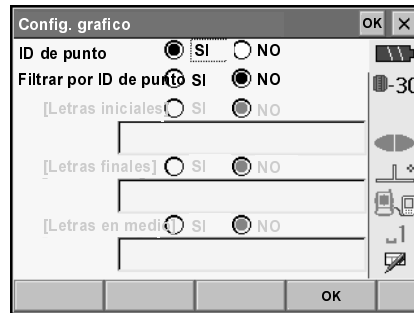 Config. grafico OK
ID de punto SI NO
Filtrar por ID de punto SI NO
-30
[Letras iniciales] SI NO
[Letras finales] SI NO
[Letras en medio] SI NO
1
OK